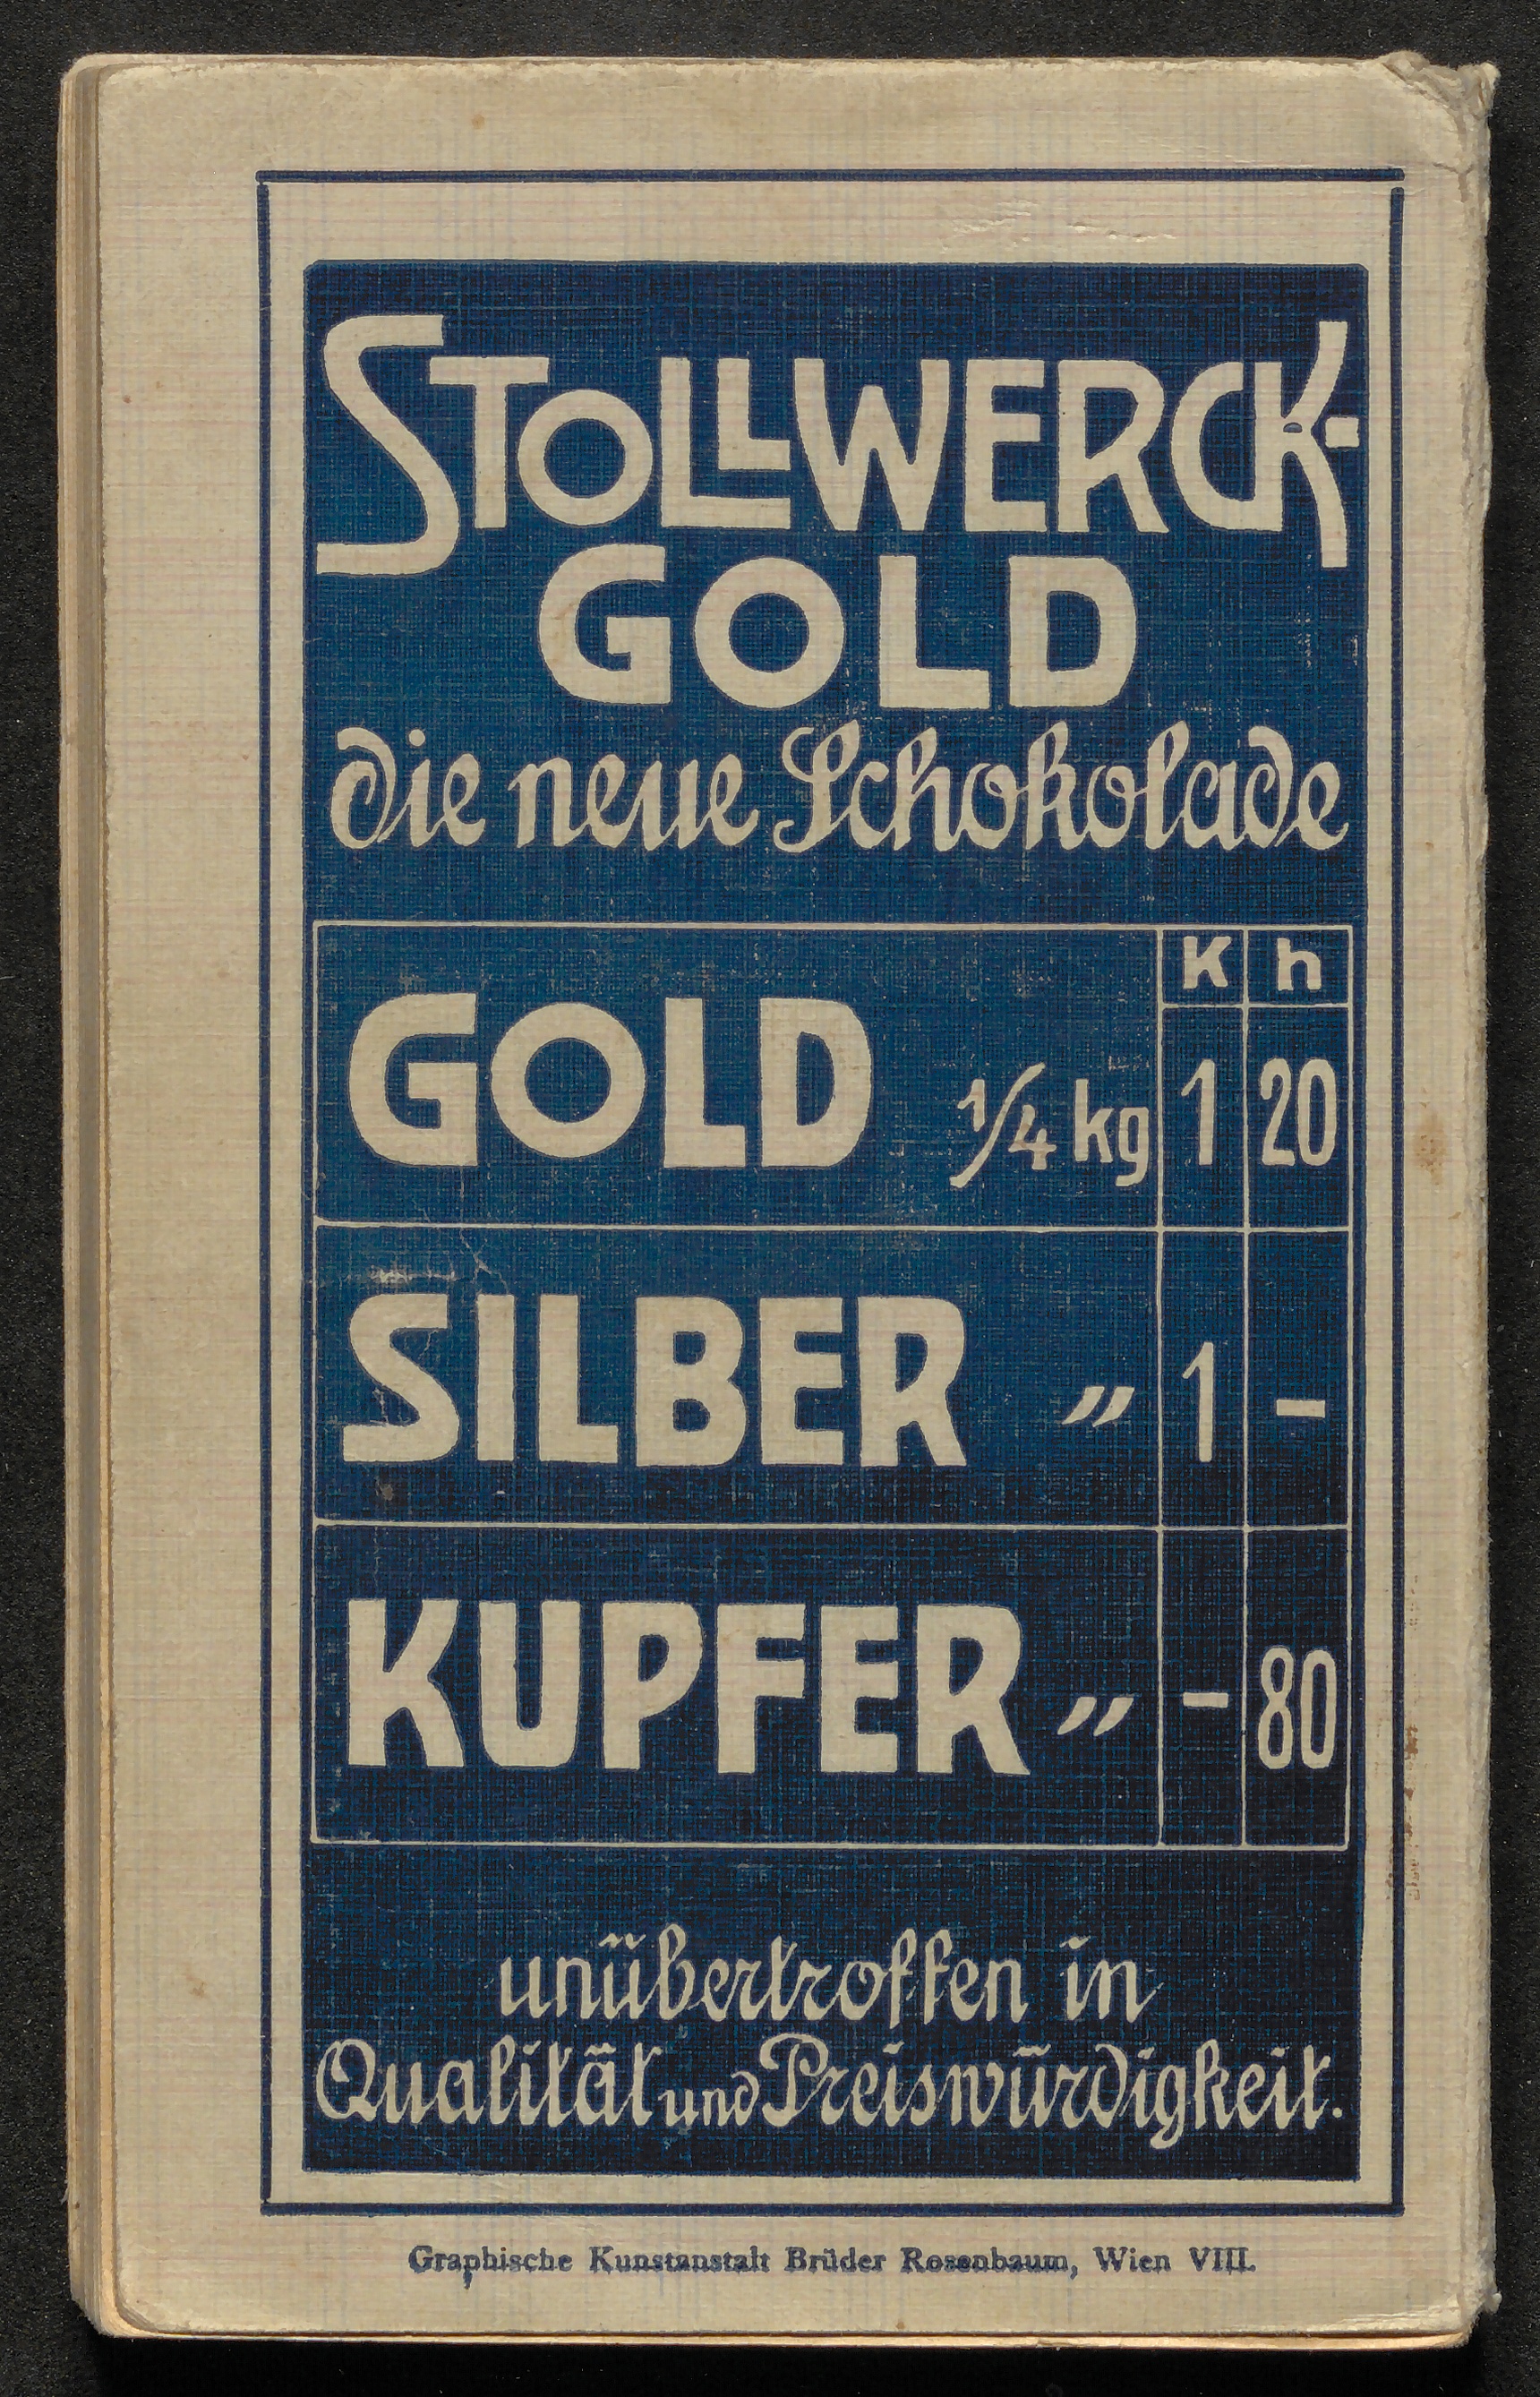 STOLLWERCK-
GOLD
die neue Schokolade
K h
GOLD 1/4 kg 1 20
SILBER " 1 –
KUPFER " – 80
unübertroffen in
Qualität und Preiswürdigkeit.
Graphische Kunstanstalt Brüder Rosenbaum, Wien VIII.